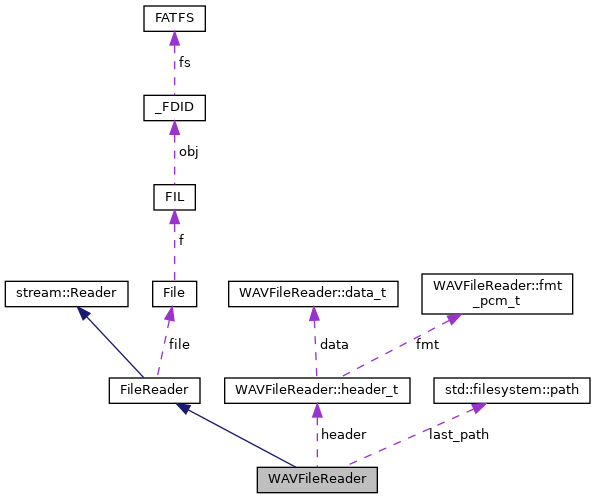 FATFS
fs
_FDID
obj
FIL
f
stream::Reader
File
WAVFileReader::data_t
WAVFileReader::fmt
_pcm_t
file
data
fmt
FileReader
WAVFileReader::header_t
std::filesystem::path
header
last_path
WAVFileReader